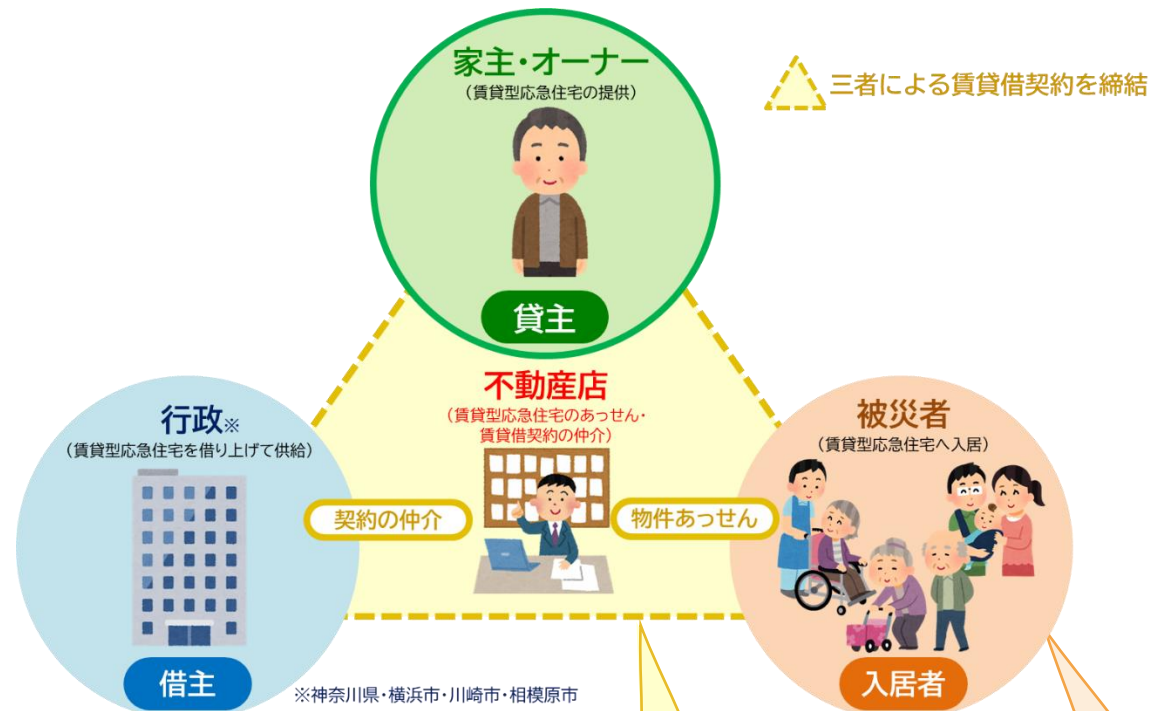 家主・オーナー
(賃貸型応急住宅の提供)
三者による賃貸借契約を締結
貸主
不動産店
(賃貸型応急住宅のあっせん・
賃貸借契約の仲介)
行政※
(賃貸型応急住宅を借り上げて供給)
被災者
(賃貸型応急住宅へ入居)
契約の仲介
物件あっせん
借主
※神奈川県・横浜市・川崎市・相模原市
入居者